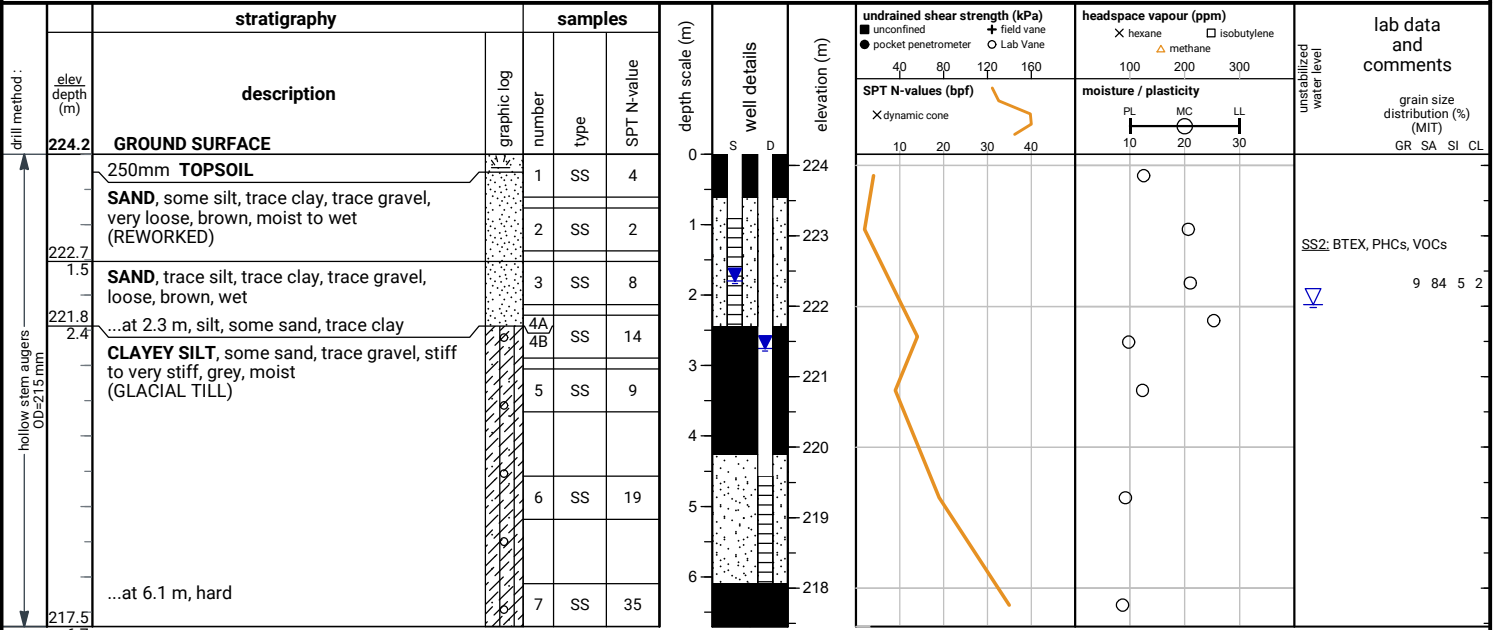 stratigraphy
samples
drill method :
elev
depth
(m)
description
graphic log
number
type
SPT N-value
depth scale (m)
well details
elevation (m)
undrained shear strength (kPa)
unconfined
field vane
pocket penetrometer
Lab Vane
40 80 120 160
SPT N-values (bpf)
dynamic cone
10 20 30 40
headspace vapour (ppm)
hexane
isobutylene
methane
100 200 300
moisture / plasticity
PL MC LL
10 20 30
unstabilized
water level
lab data
and
comments
grain size
distribution (%)
(MIT)
GR SA SI CL
224.2 GROUND SURFACE
S D
hollow stem augers
OD=215 mm
250mm TOPSOIL
SAND, some silt, trace clay, trace gravel,
very loose, brown, moist to wet
(REWORKED)
222.7
1.5
SAND, trace silt, trace clay, trace gravel,
loose, brown, wet
221.8
2.4
...at 2.3 m, silt, some sand, trace clay
CLAYEY SILT, some sand, trace gravel, stiff
to very stiff, grey, moist
(GLACIAL TILL)
...at 6.1 m, hard
217.5
1 SS 4
2 SS 2
3 SS 8
4A
4B
SS 14
5 SS 9
6 SS 19
7 SS 35
0
1
2
3
4
5
6
224
223
222
221
220
219
218
SS2: BTEX, PHCs, VOCs
9 84 5 2